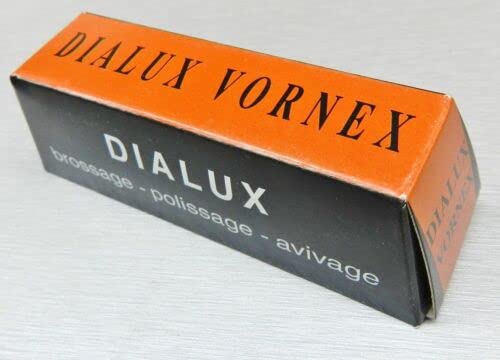 DIALUX VORNEX
DIALUX
brossage - polissage - avivage
DIALUX
VORNEX